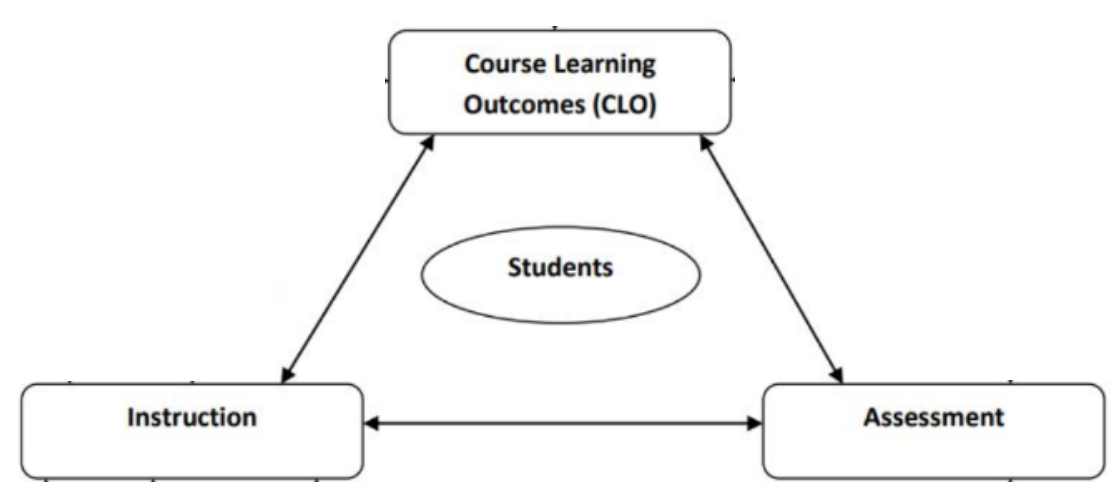 Course Learning
Outcomes (CLO)
Students
Instruction
Assessment